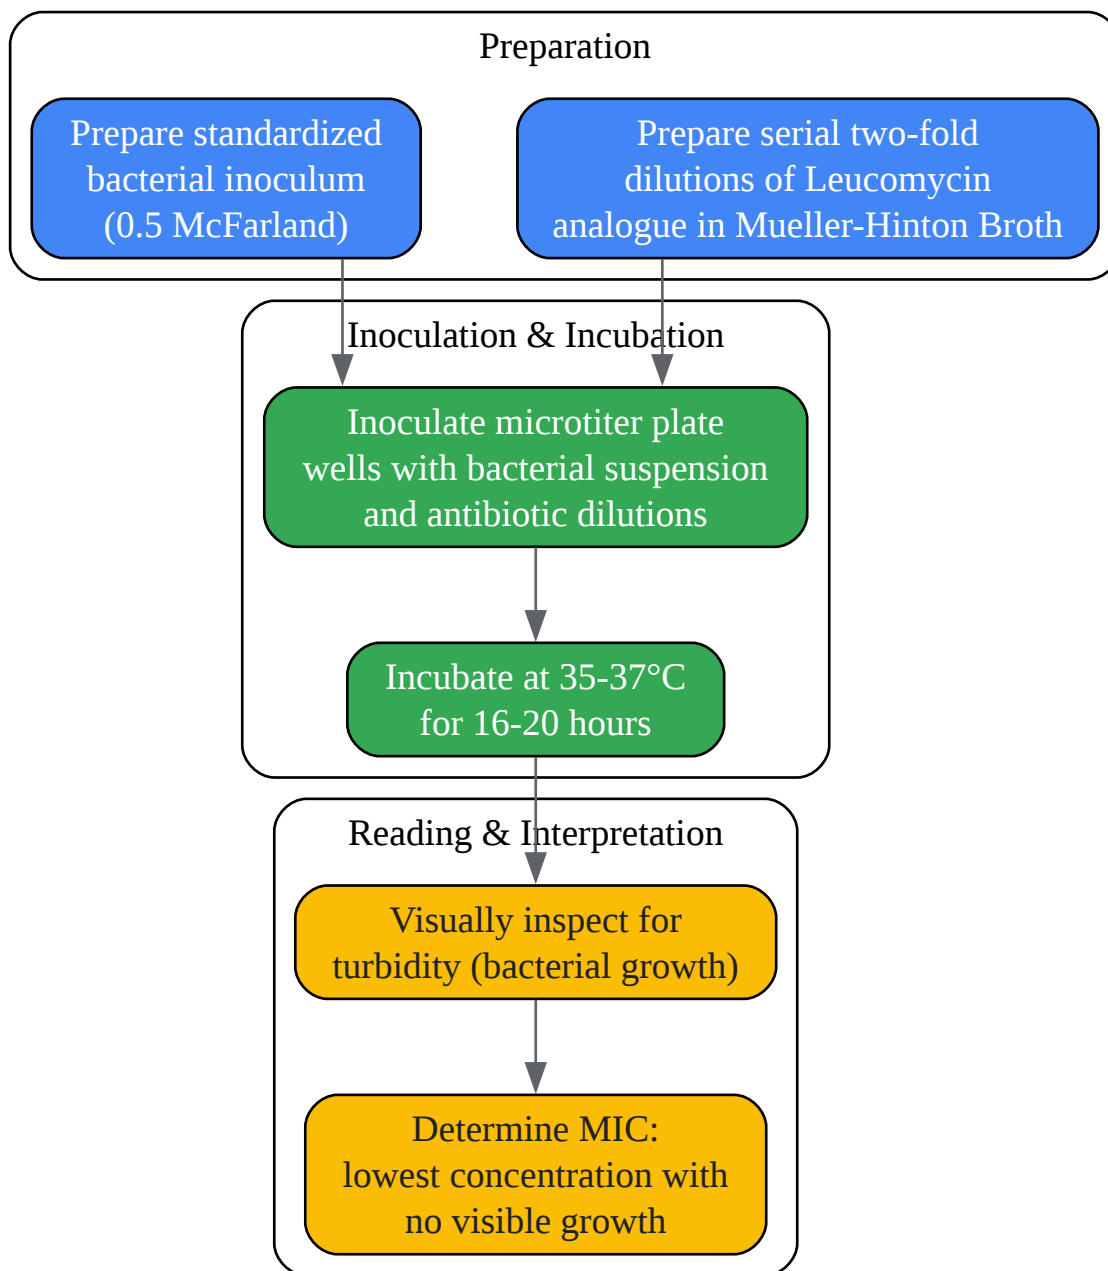 Preparation
Prepare standardized
bacterial inoculum
(0.5 McFarland)
Prepare serial two-fold
dilutions of Leucomycin
analogue in Mueller-Hinton Broth
Inoculation & Incubation
Inoculate microtiter plate
wells with bacterial suspension
and antibiotic dilutions
Incubate at 35-37°C
for 16-20 hours
Reading & Interpretation
Visually inspect for
turbidity (bacterial growth)
Determine MIC:
lowest concentration with
no visible growth